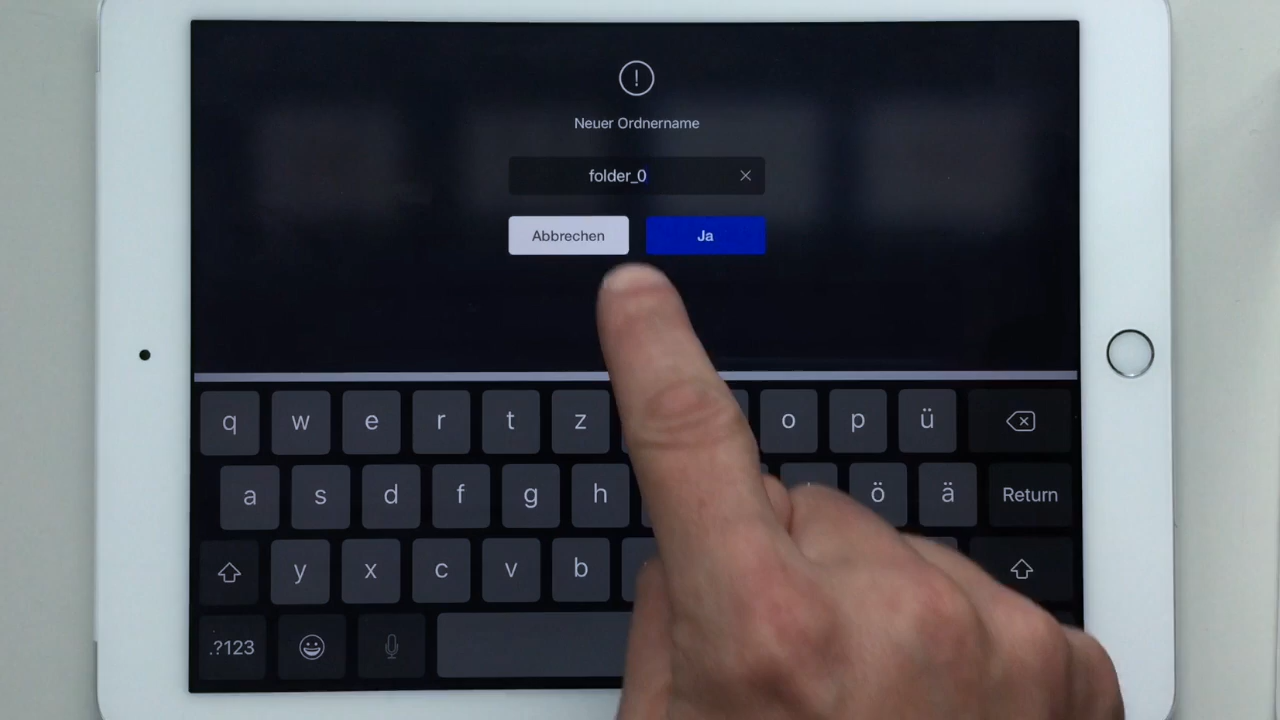 !
Neuer Ordnername
folder_0
Abbrechen Ja
q w e r t z o p ü
a s d f g h ö ä Return
y x c v b
.?123